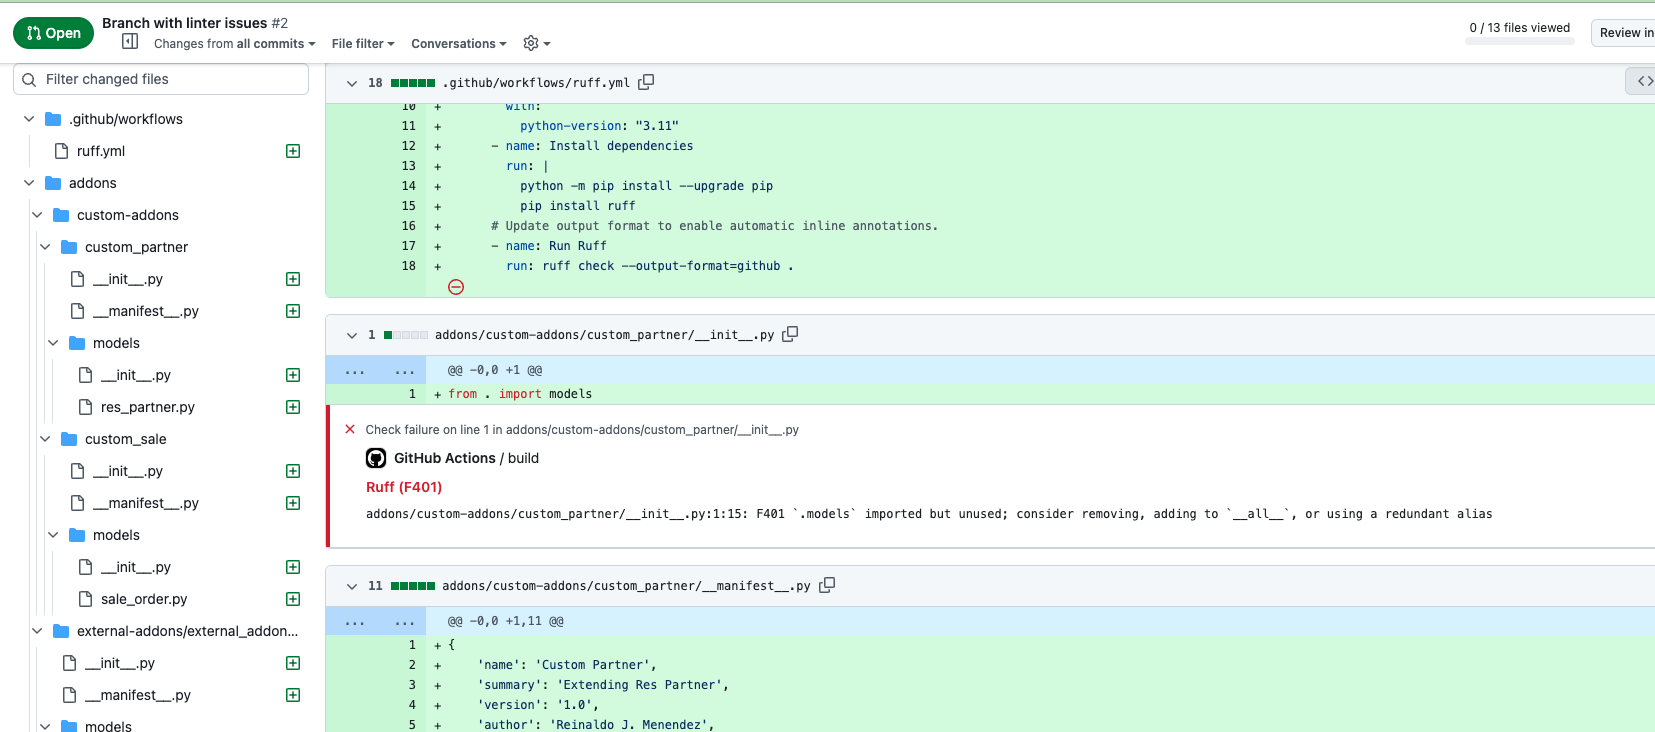 Open
Branch with linter issues #2
Changes from all commits
File filter
Conversations
0 / 13 files viewed
Review in
Filter changed files
.github/workflows
ruff.yml
addons
custom-addons
custom_partner
__init__.py
__manifest__.py
models
__init__.py
res_partner.py
custom_sale
__init__.py
__manifest__.py
models
__init__.py
sale_order.py
external-addons/external_addon...
__init__.py
__manifest__.py
models
18 .github/workflows/ruff.yml
10 + with:
11 + python-version: "3.11"
12 + - name: Install dependencies
13 + run: |
14 + python -m pip install --upgrade pip
15 + pip install ruff
16 + # Update output format to enable automatic inline annotations.
17 + - name: Run Ruff
18 + run: ruff check --output-format=github .
1 addons/custom-addons/custom_partner/__init__.py
... ... @@ -0,0 +1 @@
1 + from . import models
Check failure on line 1 in addons/custom-addons/custom_partner/__init__.py
GitHub Actions / build
Ruff (F401)
addons/custom-addons/custom_partner/__init__.py:1:15: F401 `.models` imported but unused; consider removing, adding to `__all__`, or using a redundant alias
11 addons/custom-addons/custom_partner/__manifest__.py
... ... @@ -0,0 +1,11 @@
1 + {
2 + 'name': 'Custom Partner',
3 + 'summary': 'Extending Res Partner',
4 + 'version': '1.0',
5 + 'author': 'Reinaldo J. Menendez',